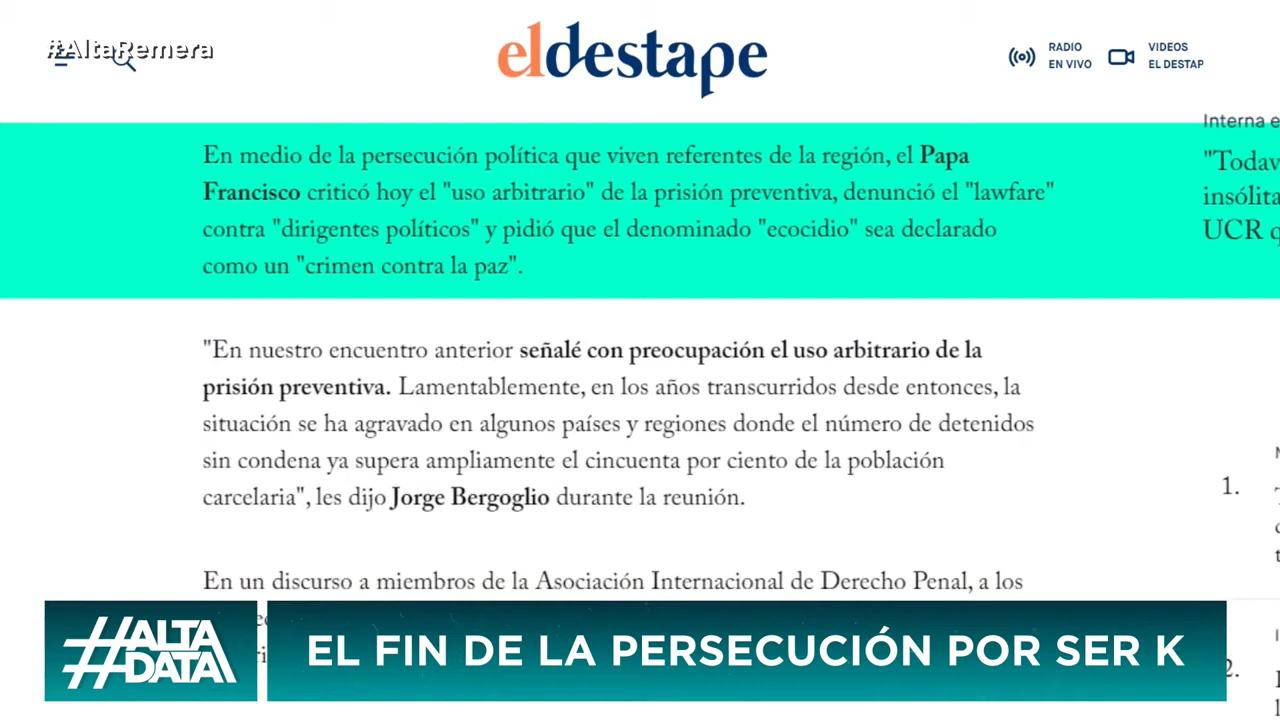 #AltaRemera
eldestape
RADIO
EN VIVO
VIDEOS
EL DESTAP
En medio de la persecución política que viven referentes de la región, el Papa
Francisco criticó hoy el "uso arbitrario" de la prisión preventiva, denunció el "lawfare"
contra "dirigentes políticos" y pidió que el denominado "ecocidio" sea declarado
como un "crimen contra la paz".
Interna e
"Todav
insólita
UCR q
"En nuestro encuentro anterior señalé con preocupación el uso arbitrario de la
prisión preventiva. Lamentablemente, en los años transcurridos desde entonces, la
situación se ha agravado en algunos países y regiones donde el número de detenidos
sin condena ya supera ampliamente el cincuenta por ciento de la población
carcelaria", les dijo Jorge Bergoglio durante la reunión.
1.
En un discurso a miembros de la Asociación Internacional de Derecho Penal, a los
2.
#ALTA
DATA
EL FIN DE LA PERSECUCIÓN POR SER K